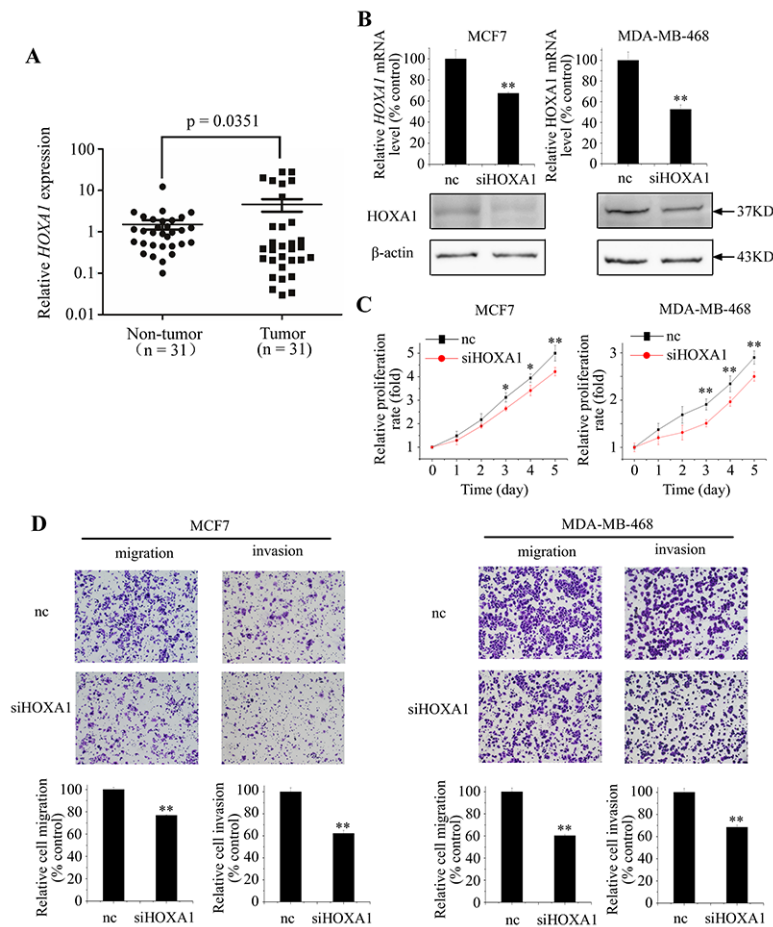 A
p = 0.0351
Relative HOXA1 expression
100
10
1
0.1
0.01
Non-tumor
(n = 31)
Tumor
(n = 31)
B
MCF7
Relative HOXA1 mRNA
level (% control)
100
80
60
40
20
0
**
nc siHOXA1
MDA-MB-468
Relative HOXA1 mRNA
level (% control)
100
80
60
40
20
0
**
nc siHOXA1
HOXA1
37KD
β-actin
43KD
C
MCF7
nc
siHOXA1
Relative proliferation
rate (fold)
5
4
3
2
1
* * **
0 1 2 3 4 5
Time (day)
MDA-MB-468
nc
siHOXA1
Relative proliferation
rate (fold)
3
2
1
** ** **
0 1 2 3 4 5
Time (day)
D
MCF7
migration invasion
nc
siHOXA1
MDA-MB-468
migration invasion
nc
siHOXA1
Relative cell migration
(% control)
100
80
60
40
20
0
**
nc siHOXA1
Relative cell invasion
(% control)
100
80
60
40
20
0
**
nc siHOXA1
Relative cell migration
(% control)
100
80
60
40
20
0
**
nc siHOXA1
Relative cell invasion
(% control)
100
80
60
40
20
0
**
nc siHOXA1